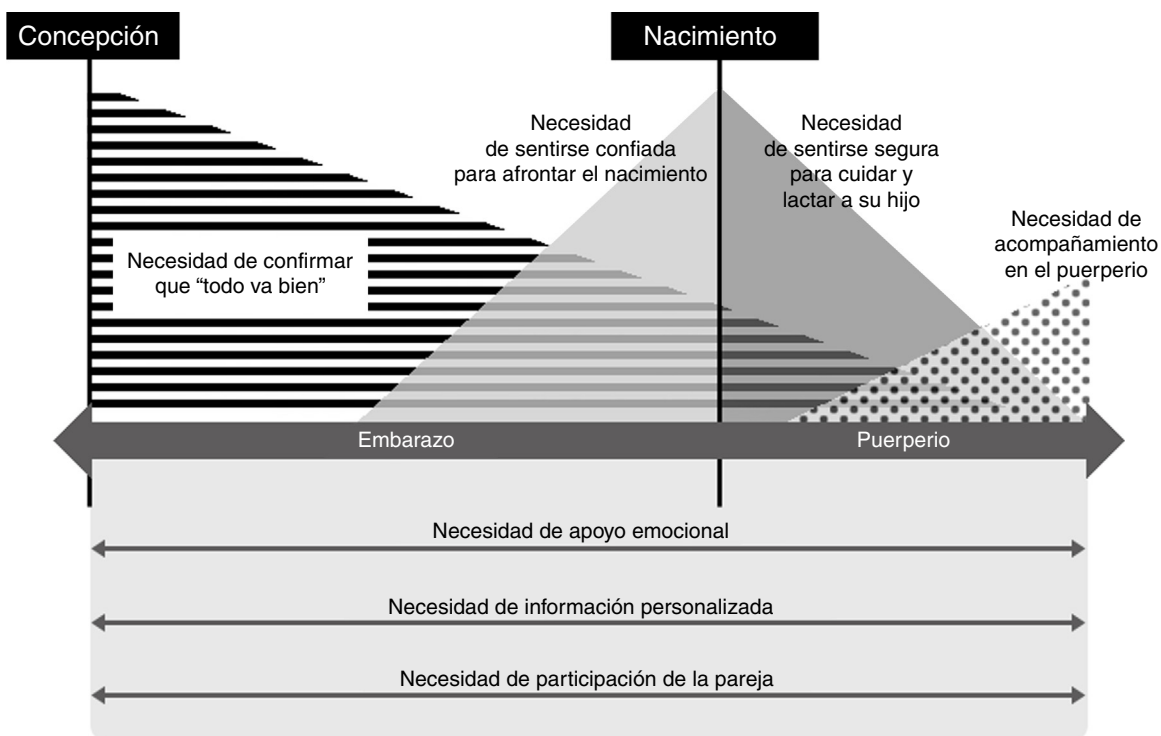 Concepción
Nacimiento
Necesidad
de sentirse confiada
para afrontar el nacimiento
Necesidad
de sentirse segura
para cuidar y
lactar a su hijo
Necesidad de
acompañamiento
en el puerperio
Necesidad de confirmar
que “todo va bien”
Embarazo
Puerperio
Necesidad de apoyo emocional
Necesidad de información personalizada
Necesidad de participación de la pareja